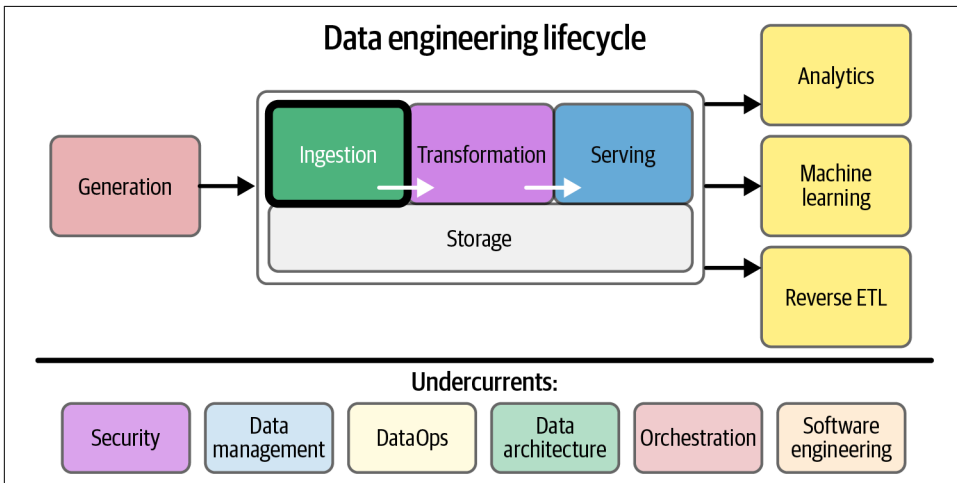 Data engineering lifecycle
Generation
Ingestion
Transformation
Serving
Storage
Analytics
Machine
learning
Reverse ETL
Undercurrents:
Security
Data
management
DataOps
Data
architecture
Orchestration
Software
engineering